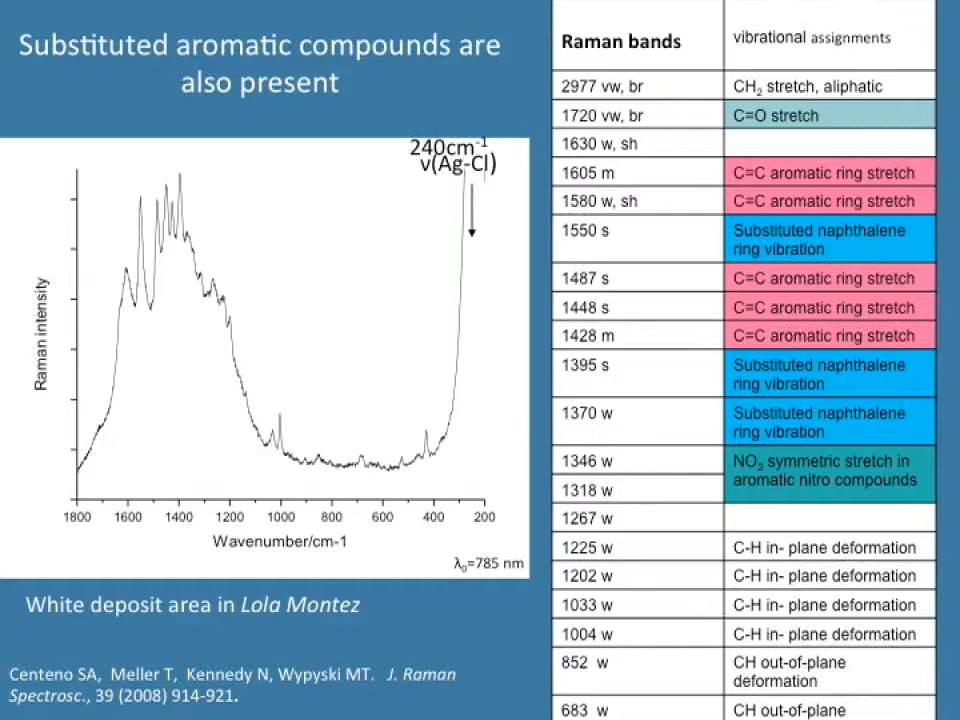 Substituted aromatic compounds are
also present
240cm-1
ν(Ag-Cl)
Raman intensity
1800 1600 1400 1200 1000 800 600 400 200
Wavenumber/cm-1
λ0=785 nm
White deposit area in Lola Montez
Centeno SA, Meller T, Kennedy N, Wypyski MT. J. Raman
Spectrosc., 39 (2008) 914-921.
Raman bands vibrational assignments
2977 vw, br CH2 stretch, aliphatic
1720 vw, br C=O stretch
1630 w, sh
1605 m C=C aromatic ring stretch
1580 w, sh C=C aromatic ring stretch
1550 s Substituted naphthalene
ring vibration
1487 s C=C aromatic ring stretch
1448 s C=C aromatic ring stretch
1428 m C=C aromatic ring stretch
1395 s Substituted naphthalene
ring vibration
1370 w Substituted naphthalene
ring vibration
1346 w NO2 symmetric stretch in
aromatic nitro compounds
1318 w
1267 w
1225 w C-H in- plane deformation
1202 w C-H in- plane deformation
1033 w C-H in- plane deformation
1004 w C-H in- plane deformation
852 w CH out-of-plane
deformation
683 w CH out-of-plane